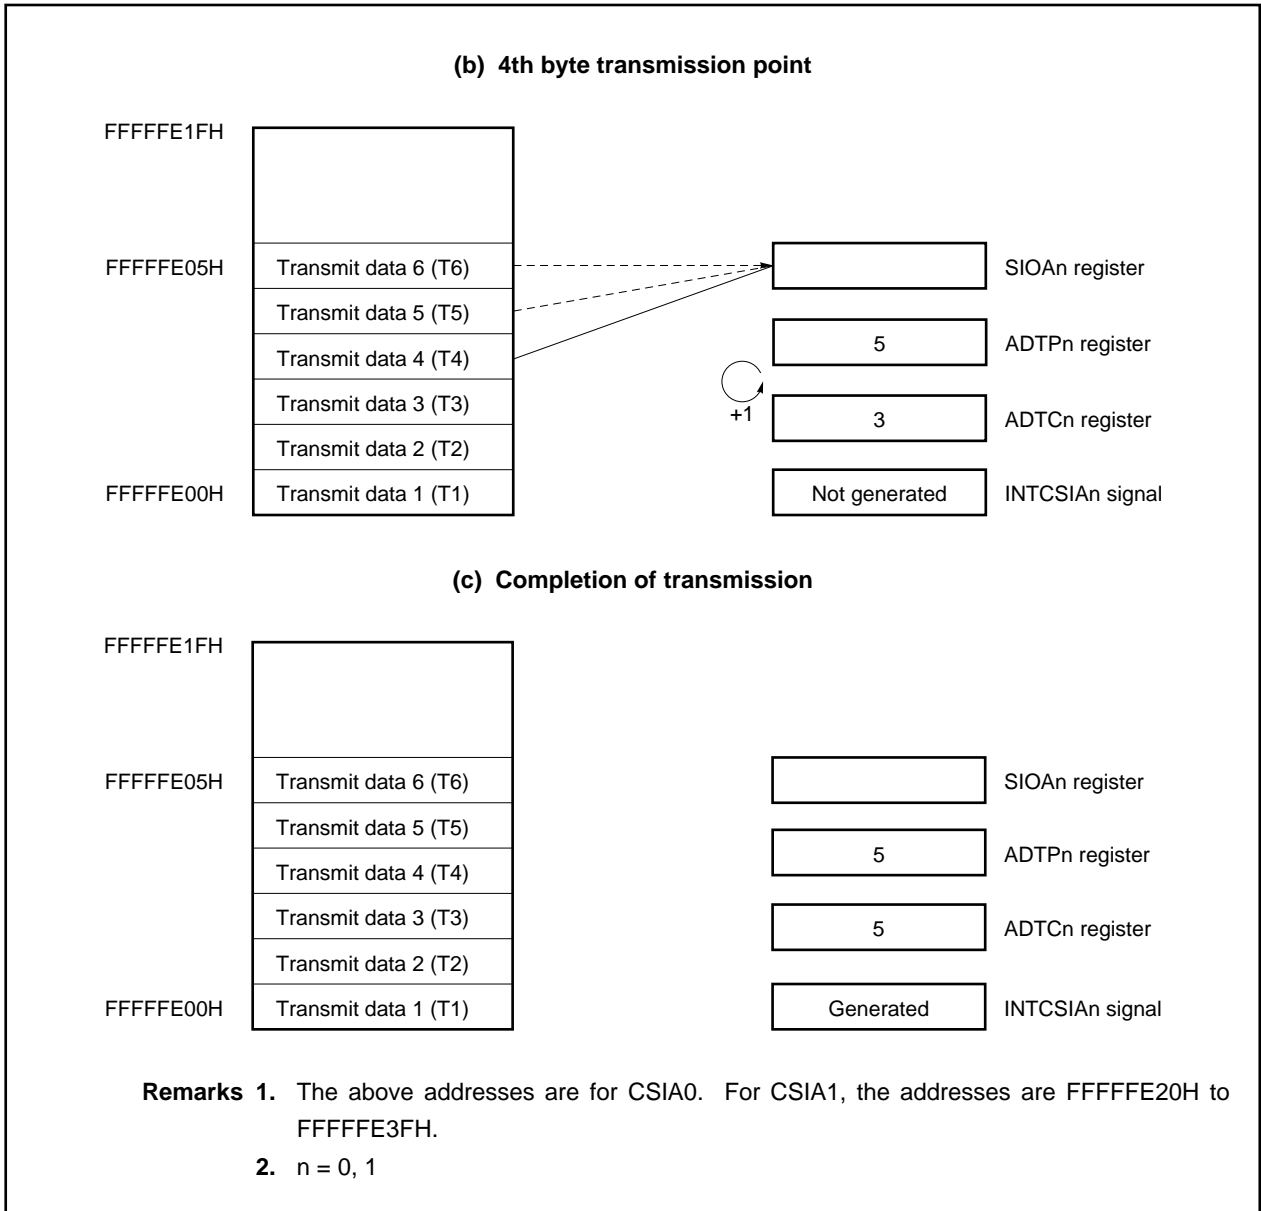 (b) 4th byte transmission point
FFFFFE1FH
FFFFFE05H Transmit data 6 (T6) SIOAn register
Transmit data 5 (T5)
5 ADTPn register
Transmit data 4 (T4)
Transmit data 3 (T3)
+1
3 ADTCn register
Transmit data 2 (T2)
FFFFFE00H Transmit data 1 (T1) Not generated INTCSIAn signal
(c) Completion of transmission
FFFFFE1FH
FFFFFE05H Transmit data 6 (T6) SIOAn register
Transmit data 5 (T5)
5 ADTPn register
Transmit data 4 (T4)
Transmit data 3 (T3)
5 ADTCn register
Transmit data 2 (T2)
FFFFFE00H Transmit data 1 (T1) Generated INTCSIAn signal
Remarks 1. The above addresses are for CSIA0. For CSIA1, the addresses are FFFFFE20H to
FFFFFE3FH.
2. n = 0, 1